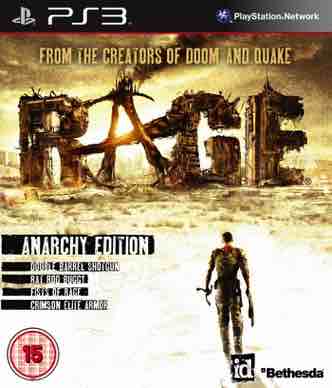 PS3
PlayStation.Network
FROM THE CREATORS OF DOOM AND QUAKE
RAGE
ANARCHY EDITION
DOUBLE BARREL SHOTGUN
RAT ROD BUGGY
FISTS OF RAGE
CRIMSON ELITE ARMOR
15
id
Bethesda